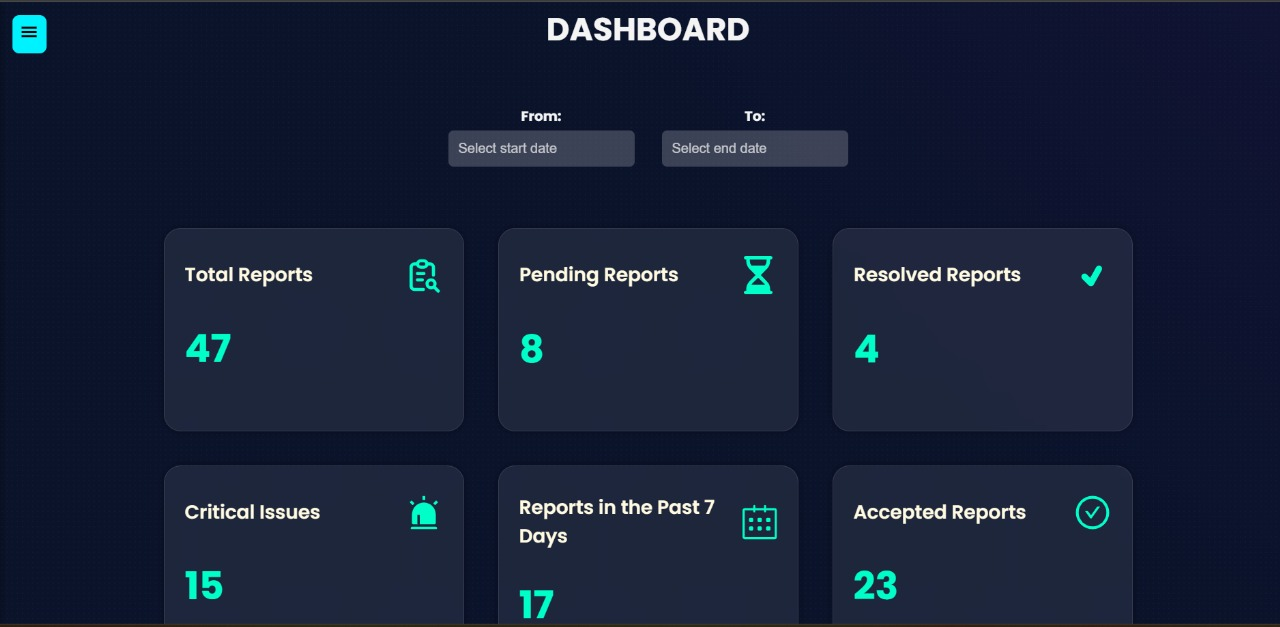 DASHBOARD
From: To:
Select start date Select end date
Total Reports
47
Pending Reports
8
Resolved Reports
4
Critical Issues
15
Reports in the Past 7
Days
17
Accepted Reports
23